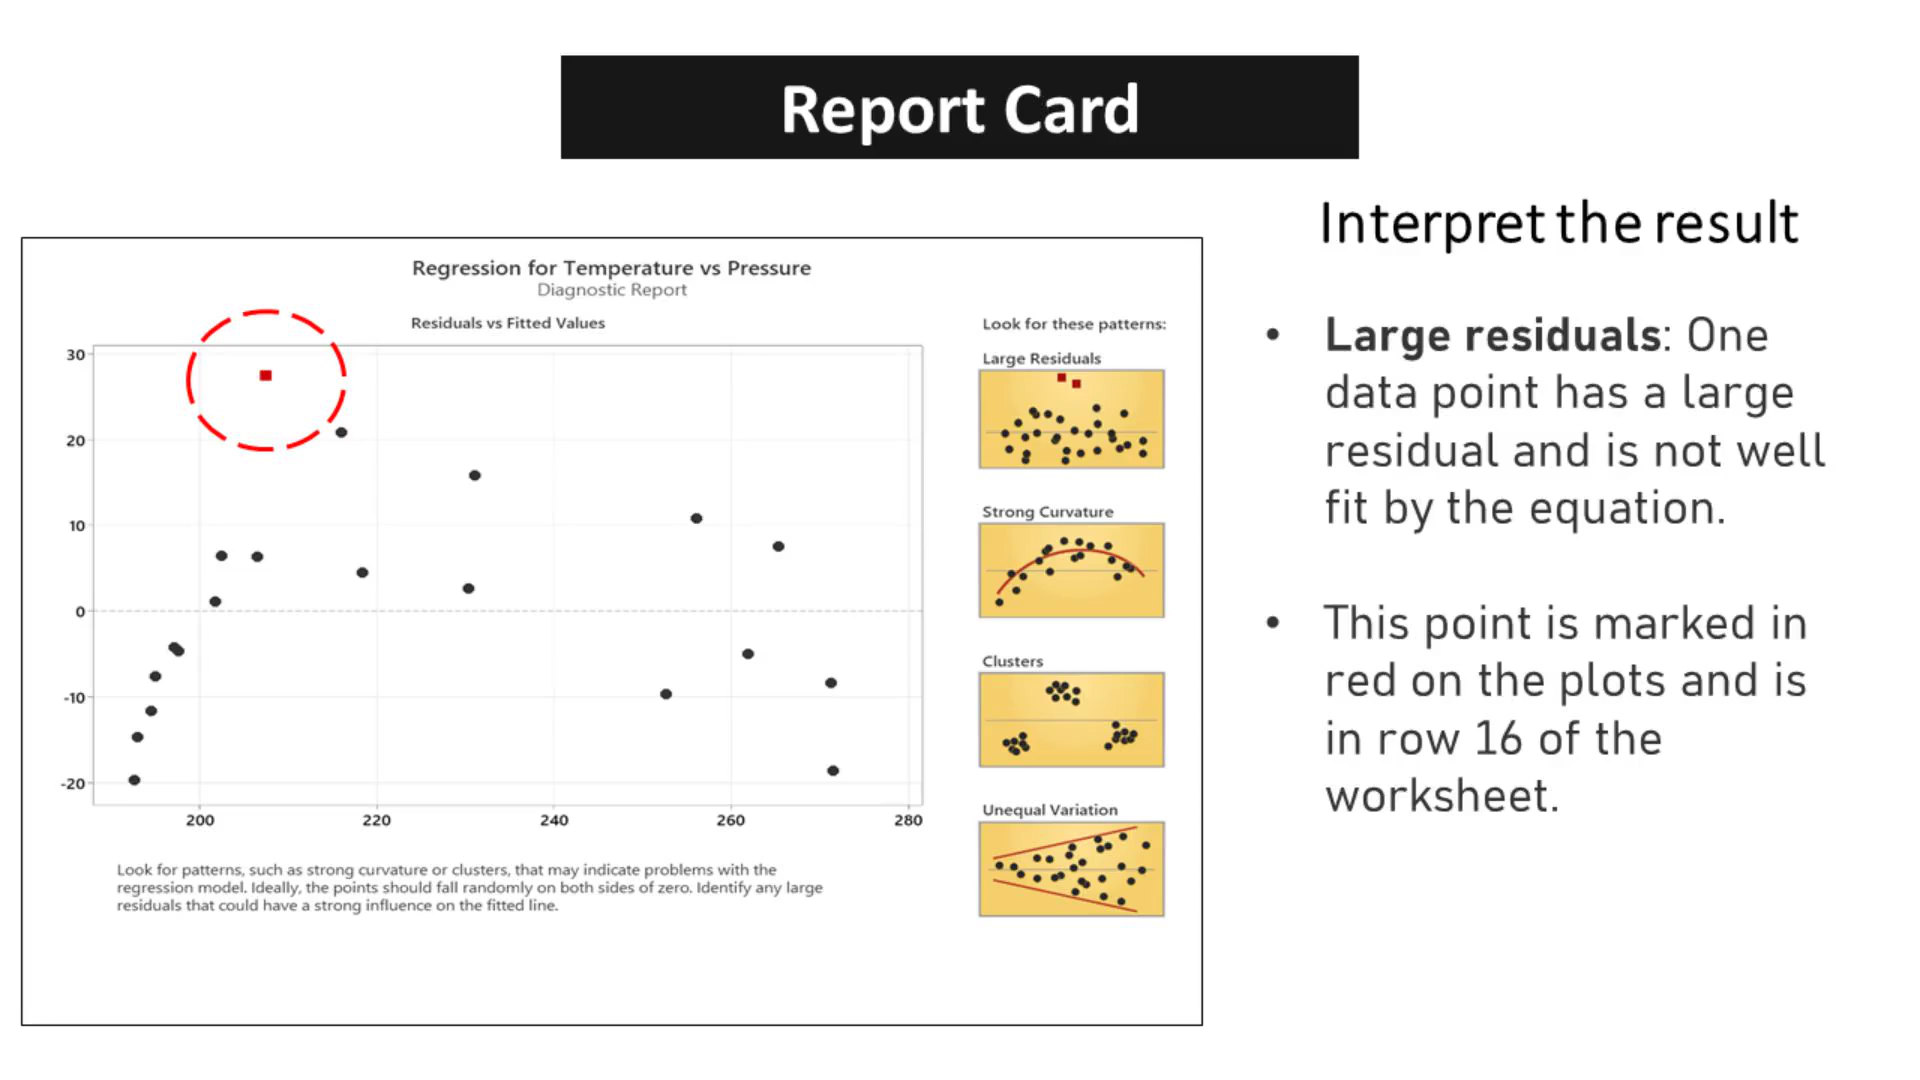 Report Card
Regression for Temperature vs Pressure
Diagnostic Report
Residuals vs Fitted Values
30
20
10
0
-10
-20
200 220 240 260 280
Look for patterns, such as strong curvature or clusters, that may indicate problems with the
regression model. Ideally, the points should fall randomly on both sides of zero. Identify any large
residuals that could have a strong influence on the fitted line.
Look for these patterns:
Large Residuals
Strong Curvature
Clusters
Unequal Variation
Interpret the result
• Large residuals: One
data point has a large
residual and is not well
fit by the equation.
• This point is marked in
red on the plots and is
in row 16 of the
worksheet.